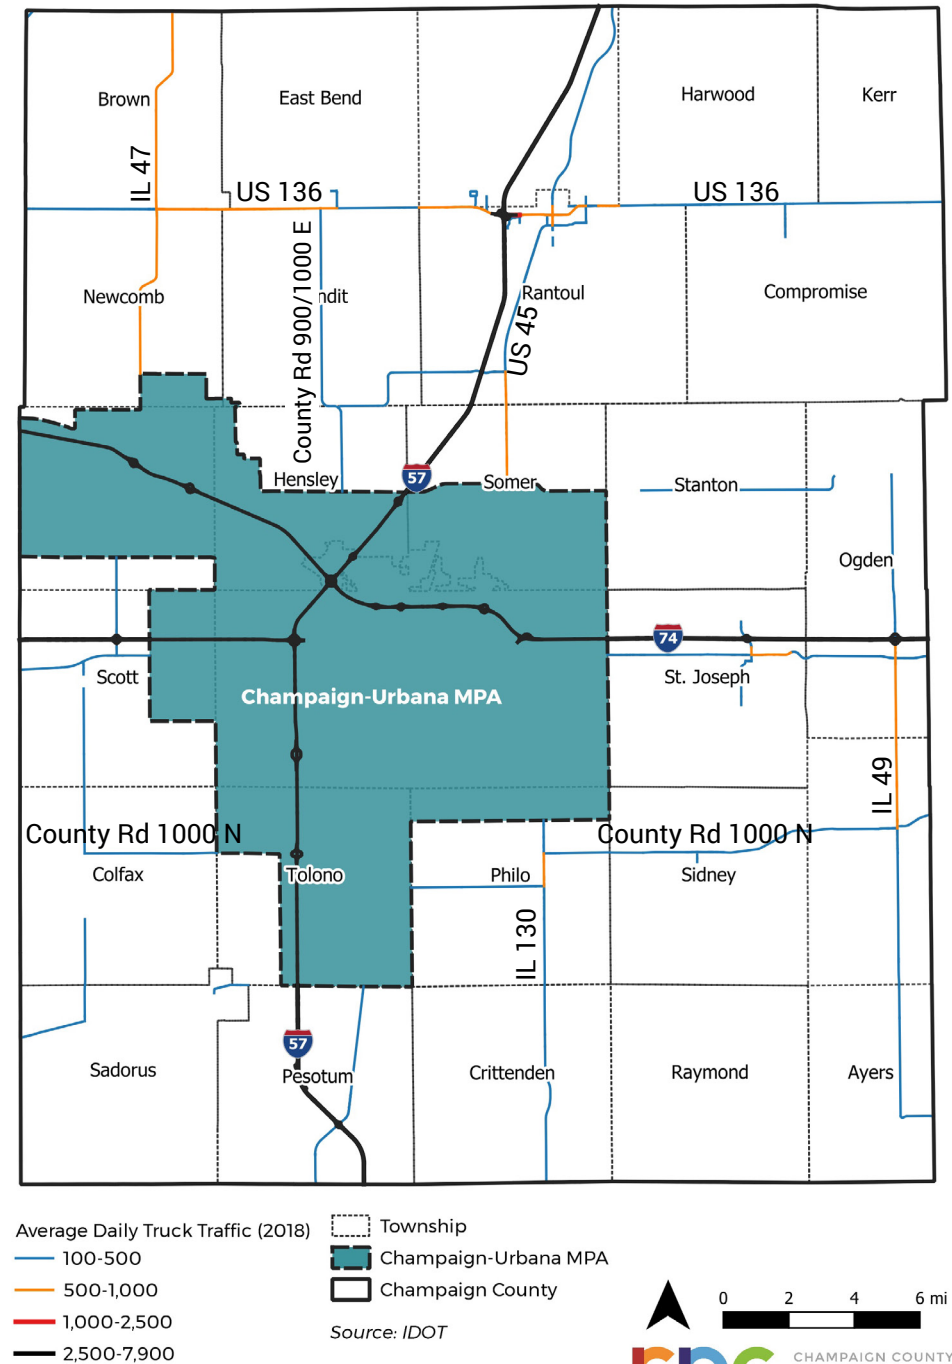 Brown
East Bend
Harwood
Kerr
IL 47
US 136
US 136
Newcomb
County Rd 900/1000 E
ndit
Rantoul
US 45
Compromise
Hensley
57
Somer
Stanton
Ogden
74
Scott
St. Joseph
Champaign-Urbana MPA
IL 49
County Rd 1000 N
County Rd 1000 N
Colfax
Tolono
Philo
Sidney
IL 130
57
Sadorus
Pesotum
Crittenden
Raymond
Ayers
Average Daily Truck Traffic (2018)
100-500
500-1,000
1,000-2,500
2,500-7,900
Township
Champaign-Urbana MPA
Champaign County
Source: IDOT
0 2 4 6 mi
CHAMPAIGN COUNTY